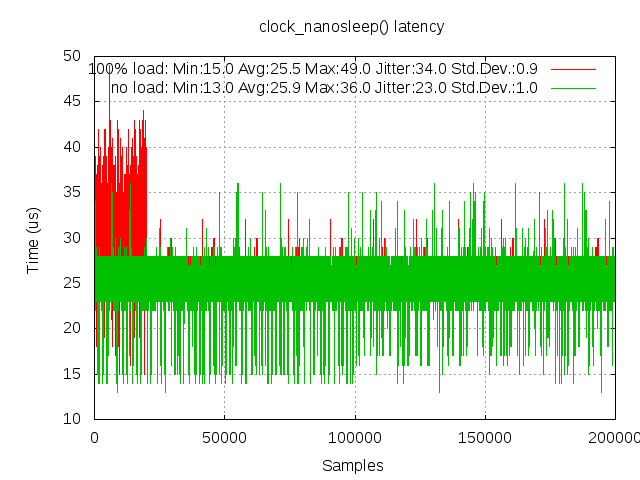 clock_nanosleep() latency
100% load: Min:15.0 Avg:25.5 Max:49.0 Jitter:34.0 Std.Dev.:0.9
no load: Min:13.0 Avg:25.9 Max:36.0 Jitter:23.0 Std.Dev.:1.0
50
45
40
35
30
25
20
15
10
Time (us)
0 50000 100000 150000 200000
Samples